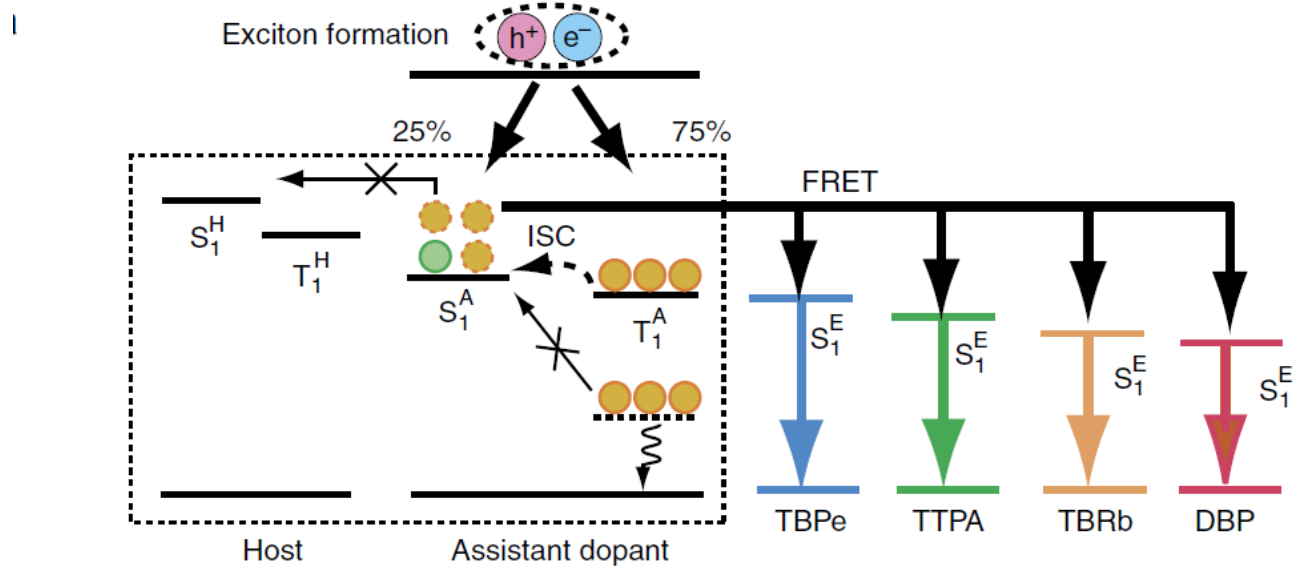 Exciton formation
h⁺ e⁻
25% 75%
FRET
S₁ᴴ
T₁ᴴ
ISC
S₁ᴬ
T₁ᴬ
S₁ᴱ
S₁ᴱ
S₁ᴱ
S₁ᴱ
TBPe TTPA TBRb DBP
Host Assistant dopant